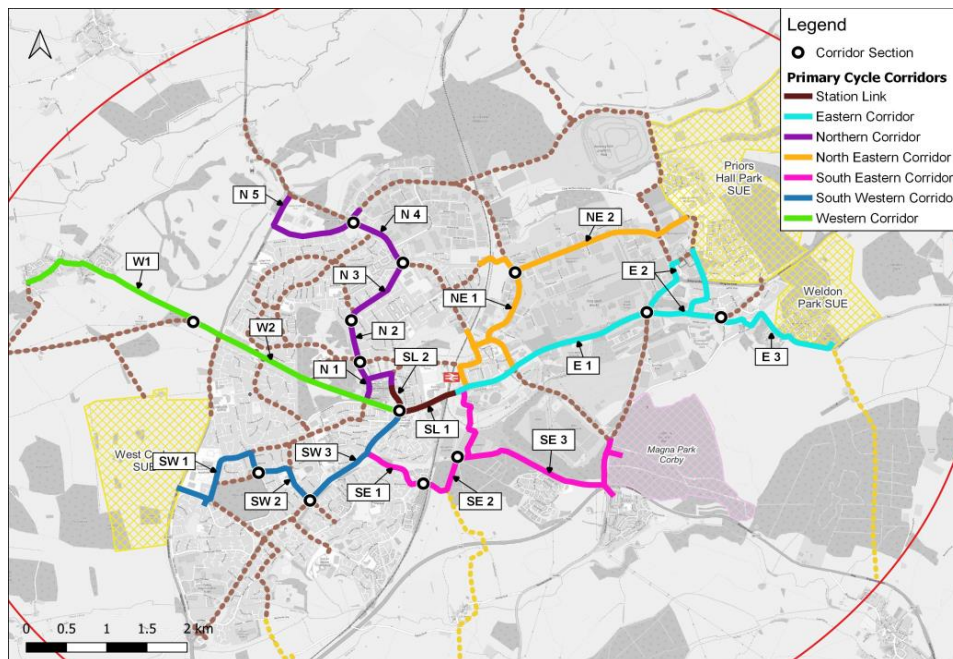 Legend
Corridor Section
Primary Cycle Corridors
Station Link
Eastern Corridor
Northern Corridor
North Eastern Corridor
South Eastern Corridor
South Western Corrido
Western Corridor
Priors
Hall Park
SUE
N 5
N 4
NE 2
W1
N 3
E 2
NE 1
Weldon
Park SUE
W2
N 2
E 3
N 1
SL 2
E 1
SL 1
West Co
SUE
SW 1
SW 3
SE 3
Magna Park
Corby
SW 2
SE 1
SE 2
0 0.5 1 1.5 2 km